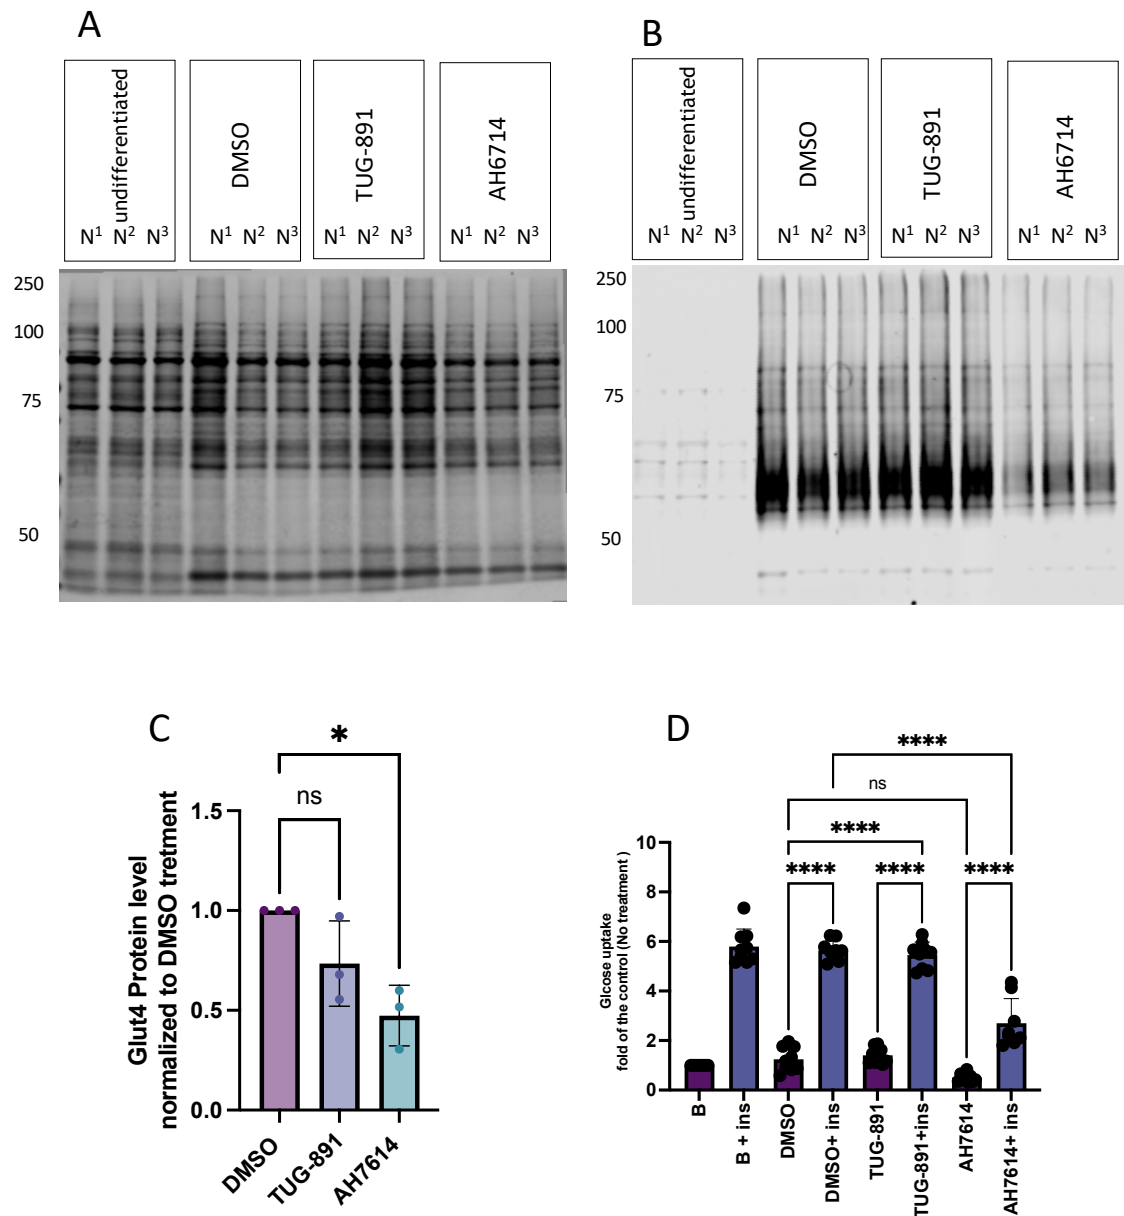 A
B
undifferentiated
DMSO
TUG-891
AH6714
N1 N2 N3
N1 N2 N3
N1 N2 N3
N1 N2 N3
undifferentiated
DMSO
TUG-891
AH6714
N1 N2 N3
N1 N2 N3
N1 N2 N3
N1 N2 N3
250
100
75
50
250
100
75
50
C
*
ns
Glut4 Protein level
normalized to DMSO tretment
1.5
1.0
0.5
0.0
DMSO
TUG-891
AH7614
D
****
ns
****
**** **** ****
Glcose uptake
fold of the control (No treatment )
10
8
6
4
2
0
B
B + ins
DMSO
DMSO+ ins
TUG-891
TUG-891+ins
AH7614
AH7614+ ins